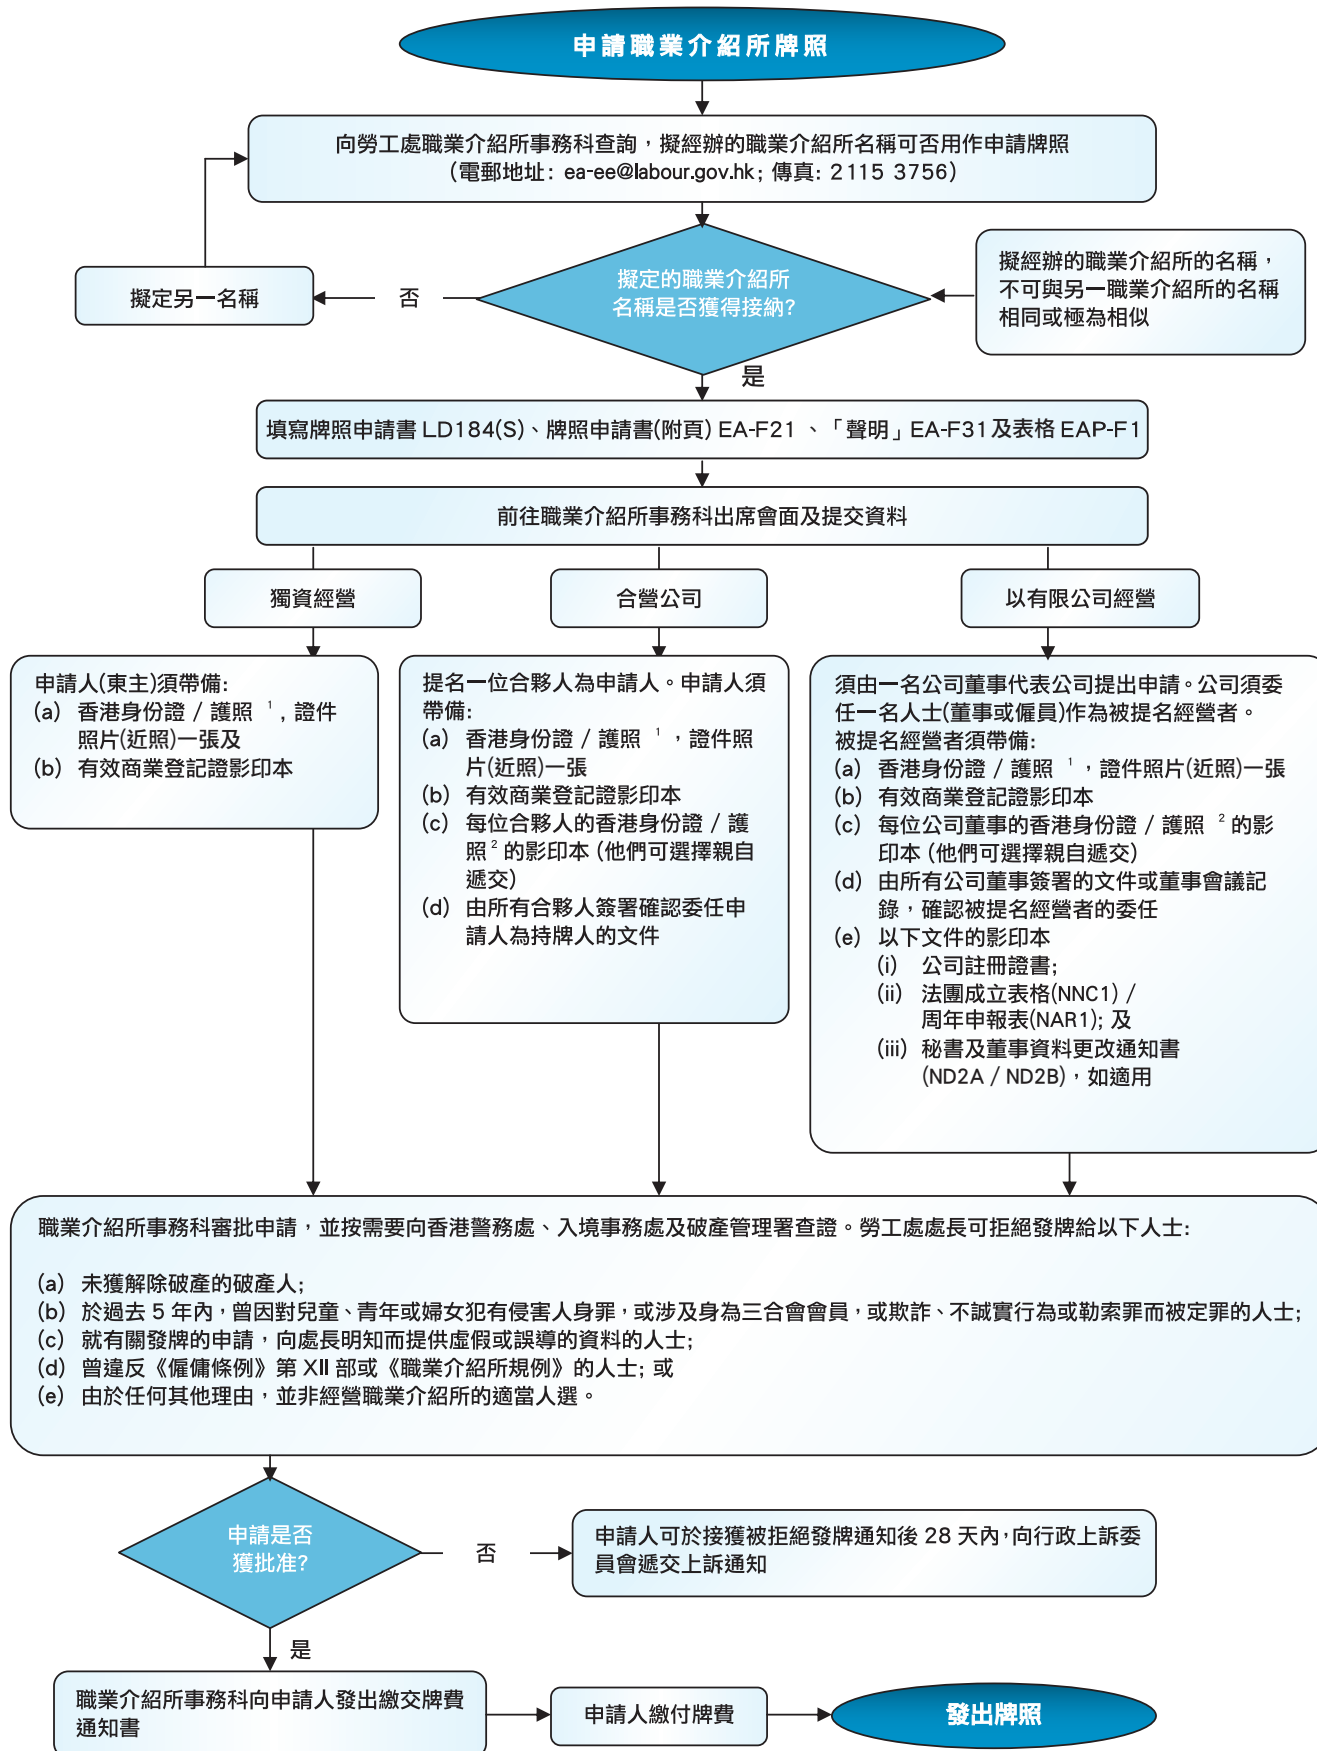 申請職業介紹所牌照
向勞工處職業介紹所事務科查詢，擬經辦的職業介紹所名稱可否用作申請牌照
（電郵地址: ea-ee@labour.gov.hk; 傳真: 2115 3756）
擬定的職業介紹所
名稱是否獲得接納?
擬經辦的職業介紹所的名稱，
不可與另一職業介紹所的名稱
相同或極為相似
否
擬定另一名稱
是
填寫牌照申請書 LD184(S)、牌照申請書(附頁) EA-F21 、「聲明」EA-F31 及表格 EAP-F1
前往職業介紹所事務科出席會面及提交資料
獨資經營
申請人(東主)須帶備:
(a) 香港身份證 / 護照 ¹ , 證件
照片(近照)一張及
(b) 有效商業登記證影印本
合營公司
提名一位合夥人為申請人。申請人須
帶備:
(a) 香港身份證 / 護照 ¹ ，證件照
片(近照)一張
(b) 有效商業登記證影印本
(c) 每位合夥人的香港身份證 / 護
照 ² 的影印本 (他們可選擇親自
遞交)
(d) 由所有合夥人簽署確認委任申
請人為持牌人的文件
以有限公司經營
須由一名公司董事代表公司提出申請。公司須委
任一名人士(董事或僱員)作為被提名經營者。
被提名經營者須帶備:
(a) 香港身份證 / 護照 ¹ ，證件照片(近照)一張
(b) 有效商業登記證影印本
(c) 每位公司董事的香港身份證 / 護照 ² 的影
印本 (他們可選擇親自遞交)
(d) 由所有公司董事簽署的文件或董事會議記
錄，確認被提名經營者的委任
(e) 以下文件的影印本
(i) 公司註冊證書;
(ii) 法團成立表格(NNC1) /
周年申報表(NAR1); 及
(iii) 秘書及董事資料更改通知書
(ND2A / ND2B)，如適用
職業介紹所事務科審批申請，並按需要向香港警務處、入境事務處及破產管理署查證。勞工處處長可拒絕發牌給以下人士:
(a) 未獲解除破產的破產人;
(b) 於過去 5 年內，曾因對兒童、青年或婦女犯有侵害人身罪，或涉及身為三合會會員，或欺詐、不誠實行為或勒索罪而被定罪的人士;
(c) 就有關發牌的申請，向處長明知而提供虛假或誤導的資料的人士;
(d) 曾違反《僱傭條例》第 XII 部或《職業介紹所規例》的人士; 或
(e) 由於任何其他理由，並非經營職業介紹所的適當人選。
申請是否
獲批准?
否
申請人可於接獲被拒絕發牌通知後 28 天內，向行政上訴委
員會遞交上訴通知
是
職業介紹所事務科向申請人發出繳交牌費
通知書
申請人繳付牌費
發出牌照